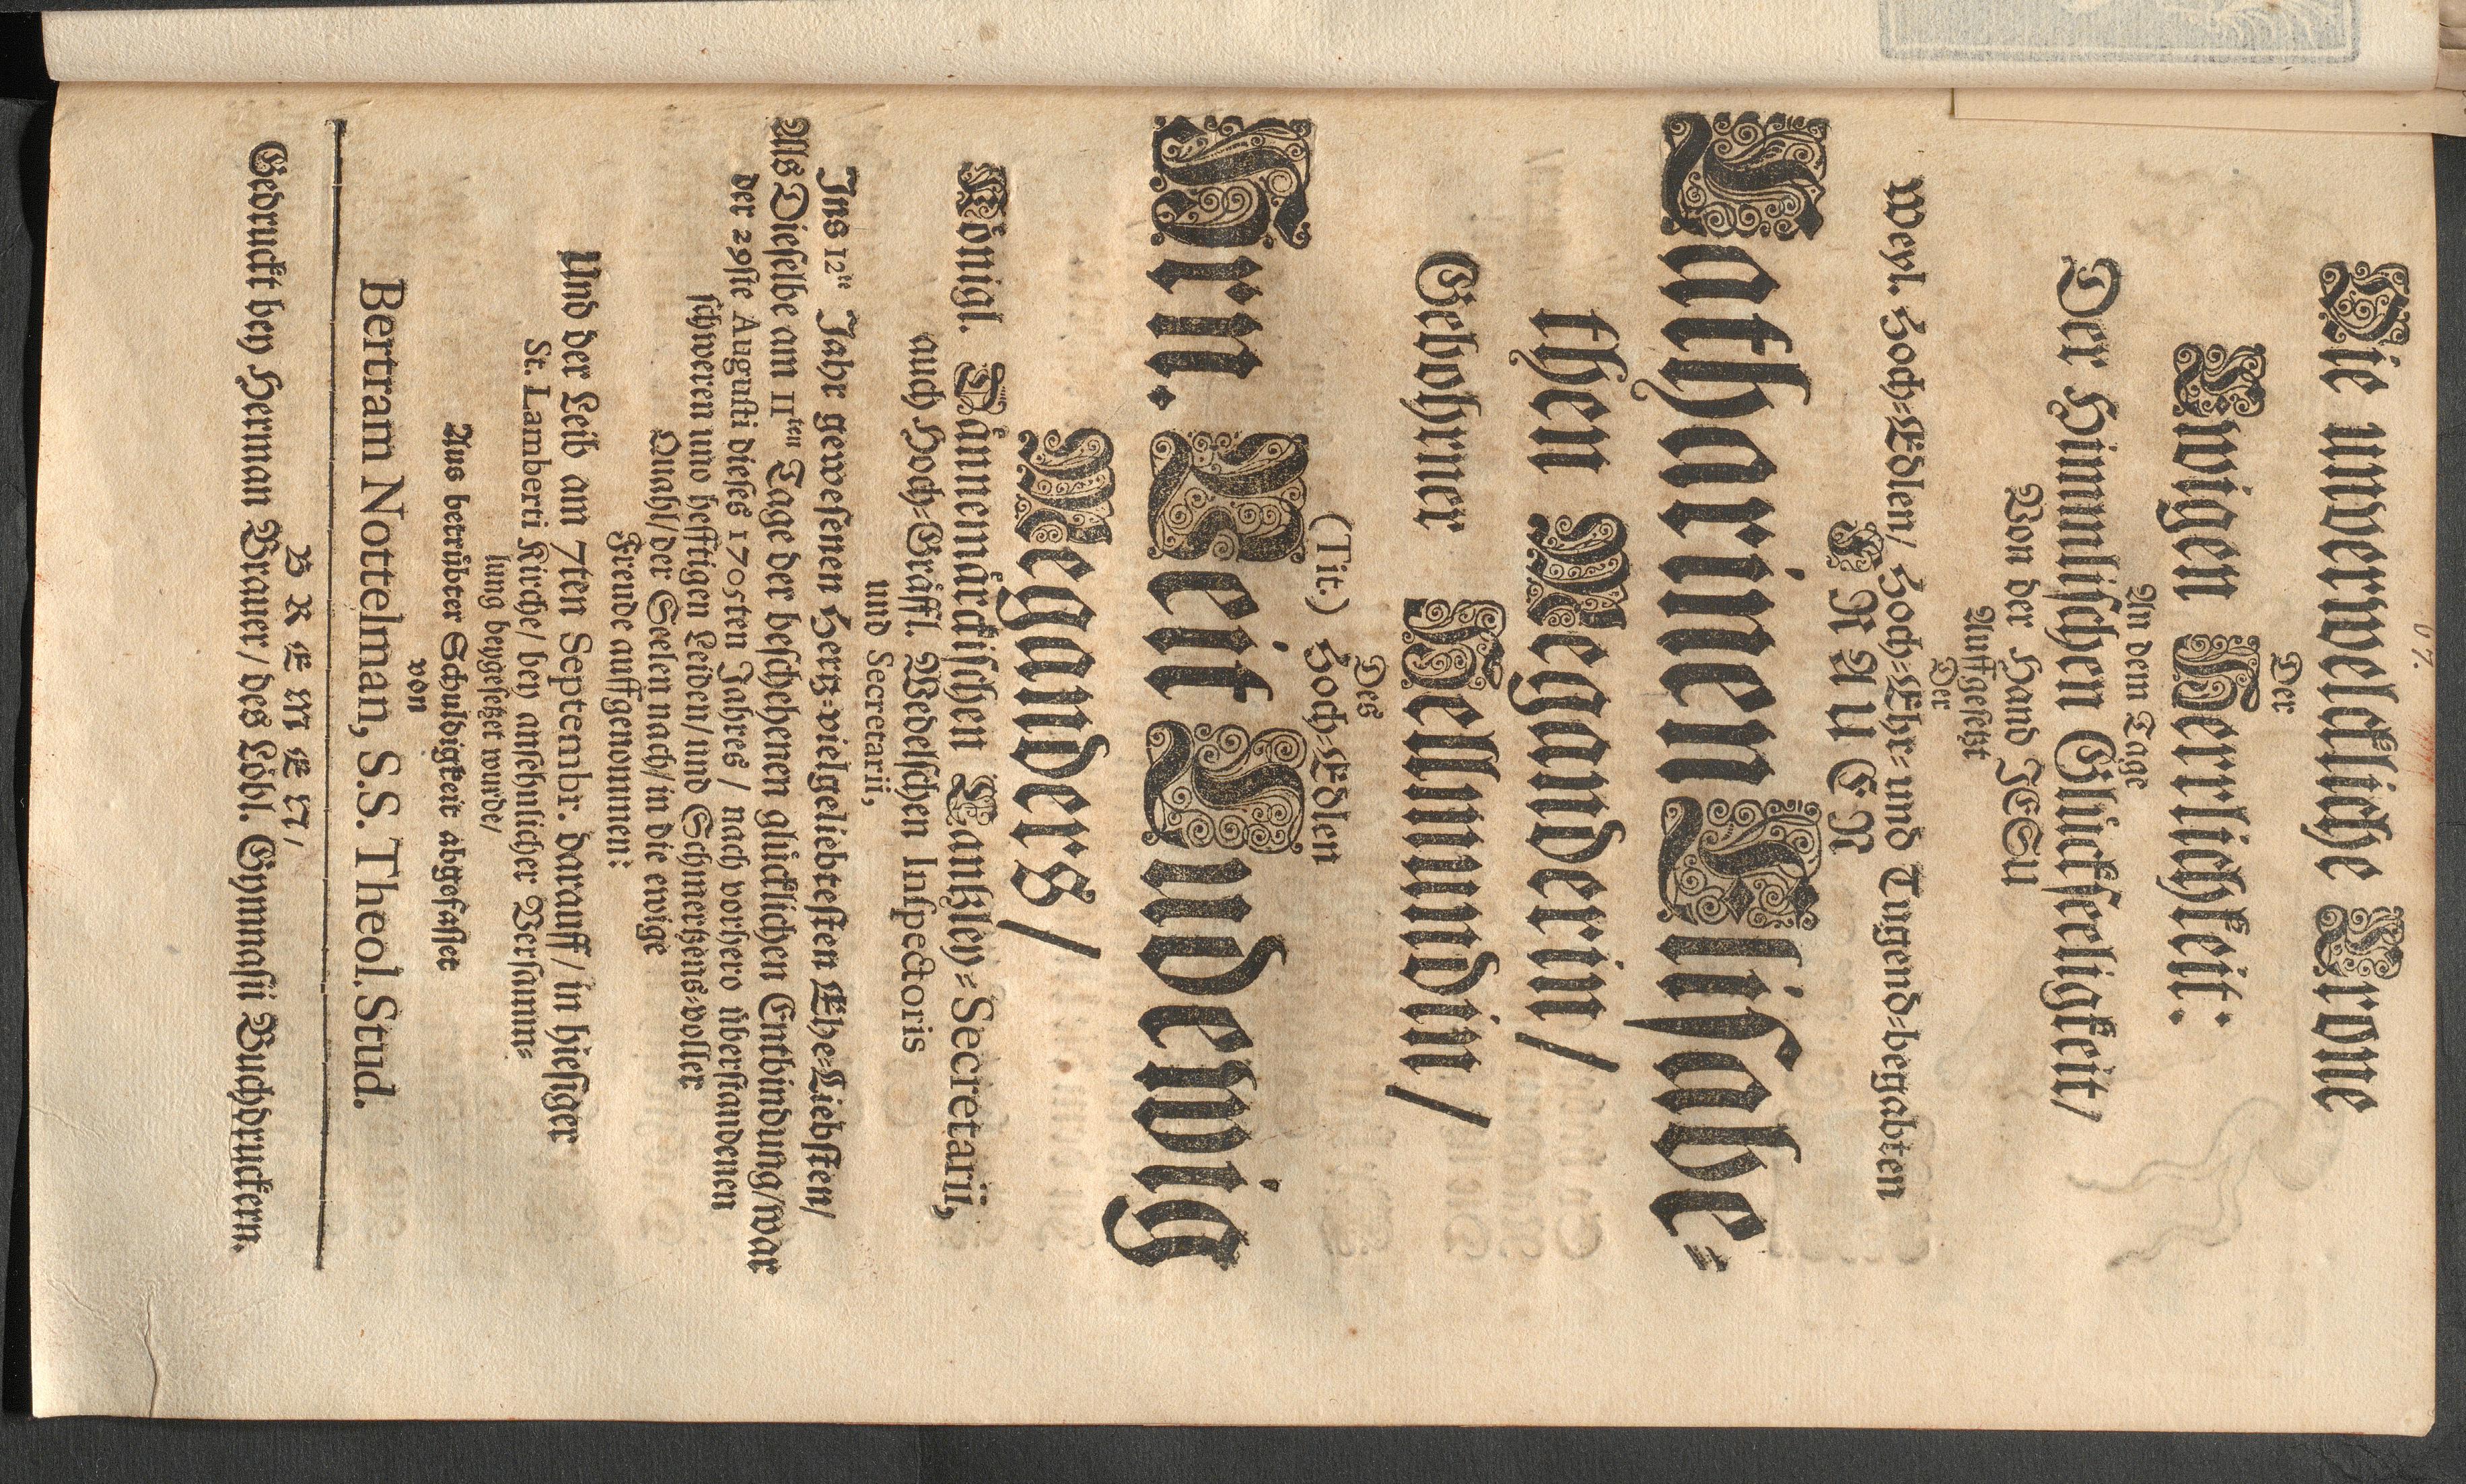 67.
Die unverwelckliche Krone
Der
Ewigen Herrlichkeit:
An dem Tage
Der Himmlischen Glückseeligkeit/
Von der Hand JESU
Auffgesetzt
Der
Weyl. Hoch-Edlen/ Hoch-Ehr- und Tugend-begabten
FRAUEN
Catharinen Elisabe-
then Weganderin/
Gebohrner Dellmundin/
Des
(Tit.) Hoch-Edlen
Hrn. Veit Ludewig
Weganders/
Königl. Dännemärckischen Cantzley-Secretarii,
auch Hoch-Gräffl. Wedelschen Inspectoris
und Secretarii,
Ins 12te Jahr gewesenen Hertz-vielgeliebtesten Ehe-Liebsten/
Als Dieselbe am 11ten Tage der beschehenen glücklichen Entbindung/ war
der 29ste Augusti dieses 1705ten Jahres/ nach vorhero überstandenen
schweren und hefftigen Leiden/ und Schmertzens-voller
Quahl/ der Seelen nach/ in die ewige
Freude auffgenommen:
Und der Leib am 7ten Septembr. darauff/ in hiesiger
St. Lamberti Kirche/ bey ansehnlicher Versamm-
lung beygesetzet wurde/
Aus betrübter Schuldigkeit abgefasset
von
Bertram Nottelman, S.S. Theol. Stud.
BREMEN,
Gedruckt bey Herman Brauer/ des Löbl. Gymnasii Buchdruckern.